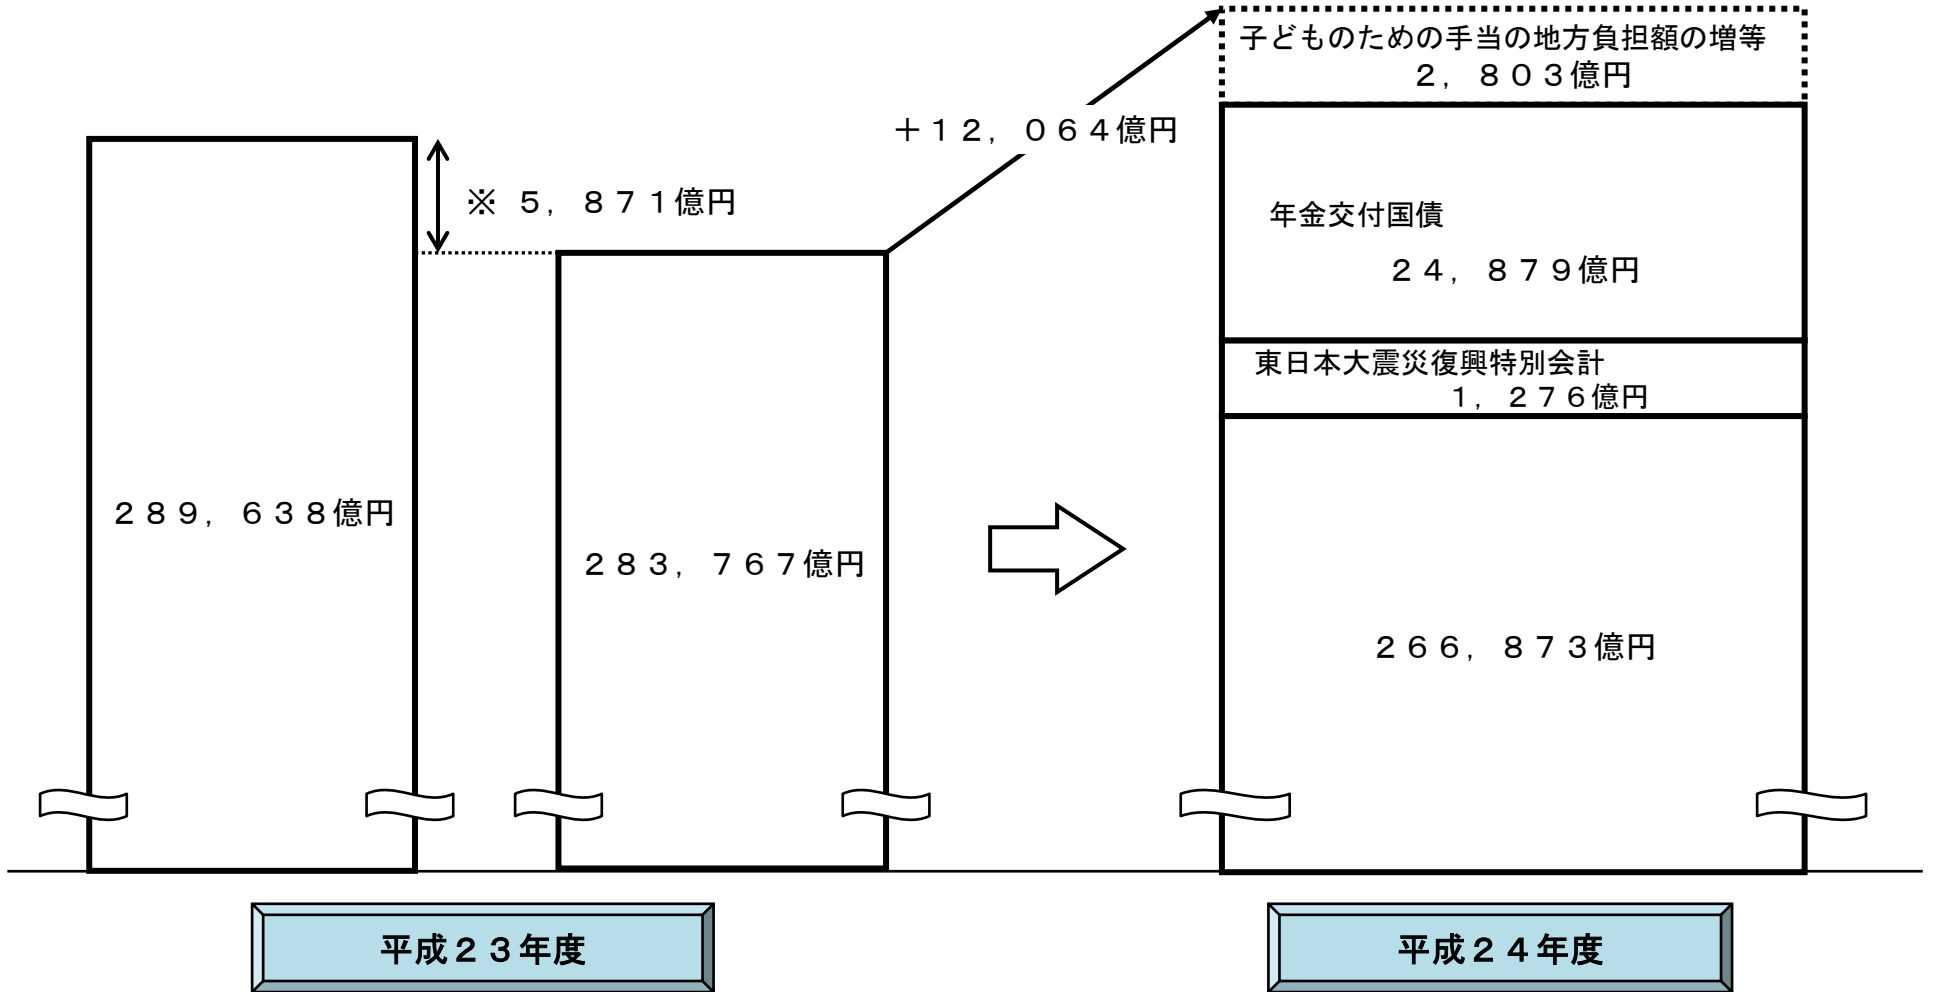 子どものための手当の地方負担額の増等
２，８０３億円
＋１２，０６４億円
※ ５，８７１億円
年金交付国債
２４，８７９億円
東日本大震災復興特別会計
１，２７６億円
２８９，６３８億円
２８３，７６７億円
２６６，８７３億円
平成２３年度
平成２４年度